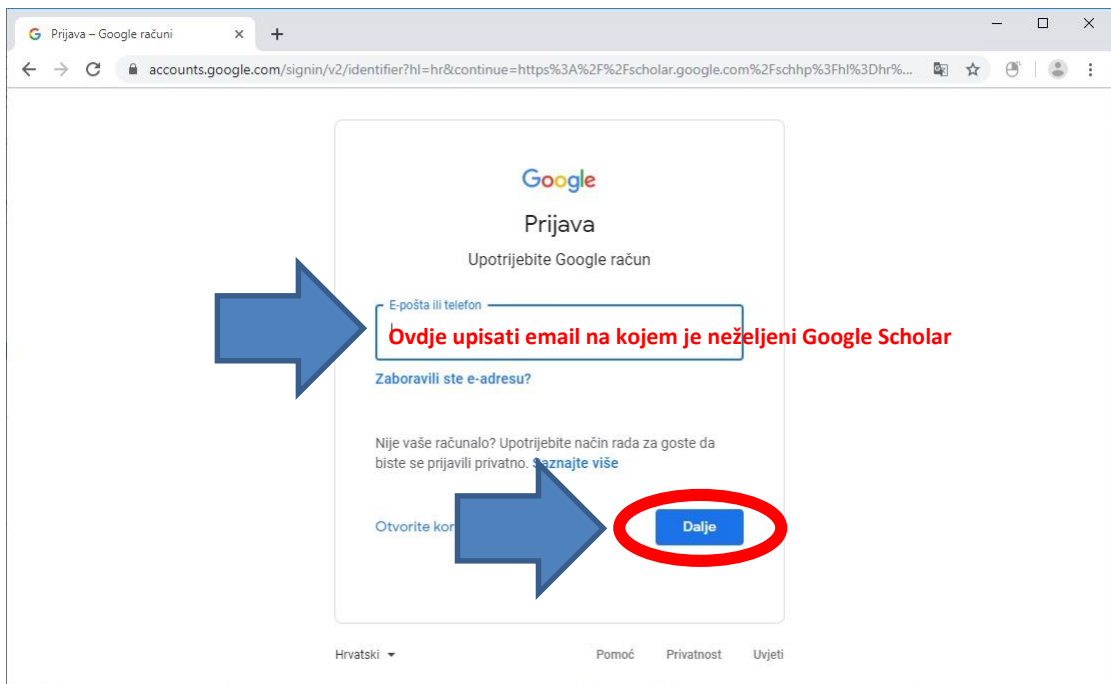 Prijava – Google računi
accounts.google.com/signin/v2/identifier?hl=hr&continue=https%3A%2F%2Fscholar.google.com%2Fschhp%3Fhl%3Dhr%...
Google
Prijava
Upotrijebite Google račun
E-pošta ili telefon
Ovdje upisati email na kojem je neželjeni Google Scholar
Zaboravili ste e-adresu?
Nije vaše računalo? Upotrijebite način rada za goste da
biste se prijavili privatno. Saznajte više
Otvorite
Dalje
Hrvatski
Pomoć Privatnost Uvjeti